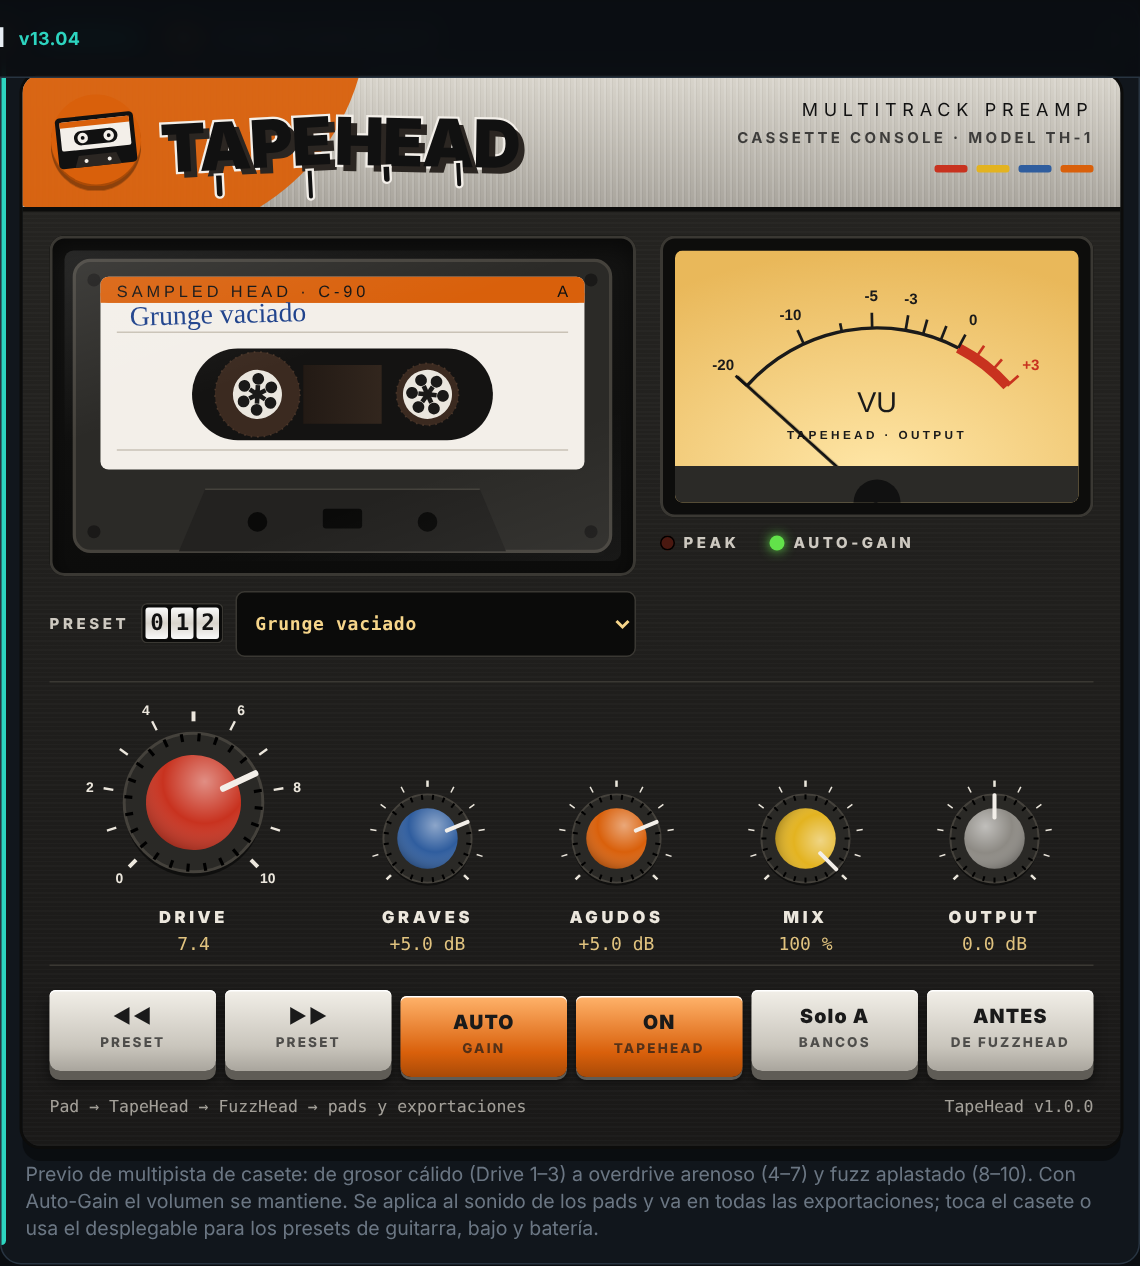 v13.04
TAPEHEAD
MULTITRACK PREAMP
CASSETTE CONSOLE · MODEL TH-1
SAMPLED HEAD · C-90 A
Grunge vaciado
-20 -10 -5 -3 0 +3
VU
TAPEHEAD · OUTPUT
PEAK AUTO-GAIN
PRESET 012 Grunge vaciado
0 2 4 6 8 10
DRIVE GRAVES AGUDOS MIX OUTPUT
7.4 +5.0 dB +5.0 dB 100 % 0.0 dB
◀◀ ▶▶ AUTO ON Solo A ANTES
PRESET PRESET GAIN TAPEHEAD BANCOS DE FUZZHEAD
Pad → TapeHead → FuzzHead → pads y exportaciones TapeHead v1.0.0
Previo de multipista de casete: de grosor cálido (Drive 1–3) a overdrive arenoso (4–7) y fuzz aplastado (8–10). Con
Auto-Gain el volumen se mantiene. Se aplica al sonido de los pads y va en todas las exportaciones; toca el casete o
usa el desplegable para los presets de guitarra, bajo y batería.